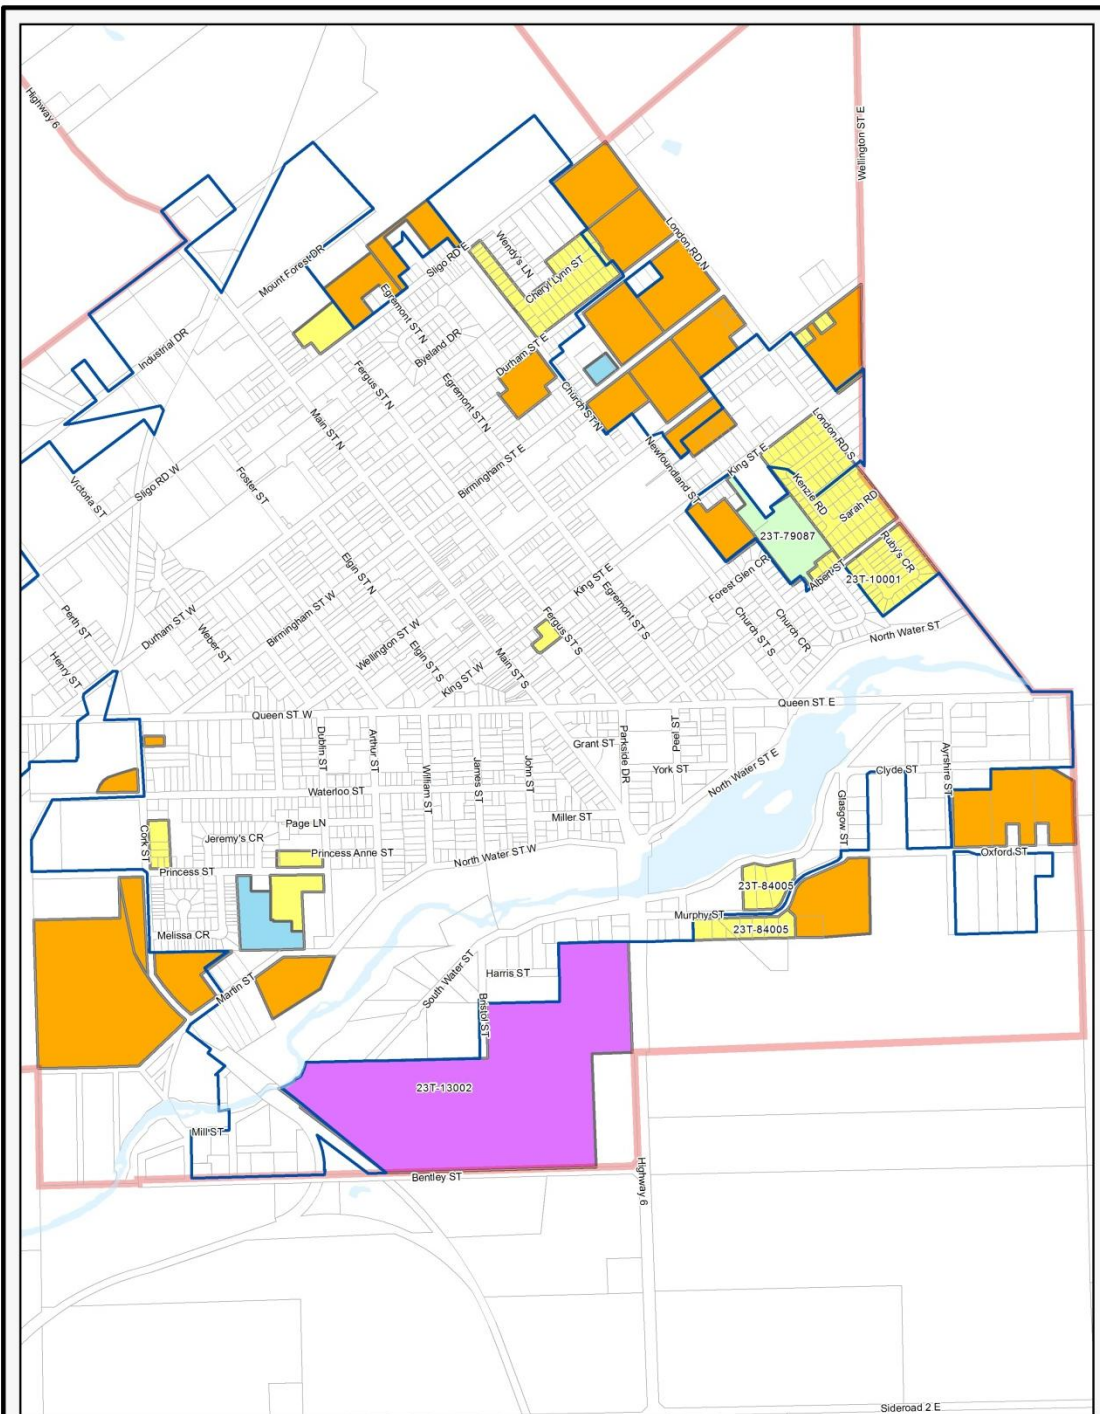 Highway 6
Wellington ST E
London RD N
Wendy's LN
Sligo RD E
Cheryl Lynn ST
Mount Forest DR
Egremont ST N
Industrial DR
Byeland DR
Durham ST E
Fergus ST N
Egremont ST N
Church ST N
Main ST N
London RD S
Birmingham ST E
King ST E
Newfoundland ST
Sligo RD W
Victoria ST
Foster ST
Kenzie RD
Sarah RD
23T-79087
Ruby's CR
Elgin ST N
King ST E
Forest Glen CR
Albert ST
23T-10001
Egremont ST S
Perth ST
Durham ST W
Birmingham ST W
Weber ST
Fergus ST S
Church ST S
Church CR
North Water ST
Wellington ST W
Elgin ST S
Main ST S
King ST W
Henry ST
Queen ST W
Queen ST E
Dublin ST
Arthur ST
Grant ST
Parkside DR
Peel ST
Ayrshire ST
William ST
James ST
John ST
York ST
North Water ST E
Clyde ST
Waterloo ST
Glasgow ST
Miller ST
Page LN
Cork ST
Jeremy's CR
Princess Anne ST
North Water ST W
Oxford ST
Princess ST
23T-84005
Murphy ST
23T-84005
Melissa CR
Harris ST
South Water ST
Martin ST
Bristol ST
23T-13002
Mill ST
Bentley ST
Highway 6
Sideroad 2 E